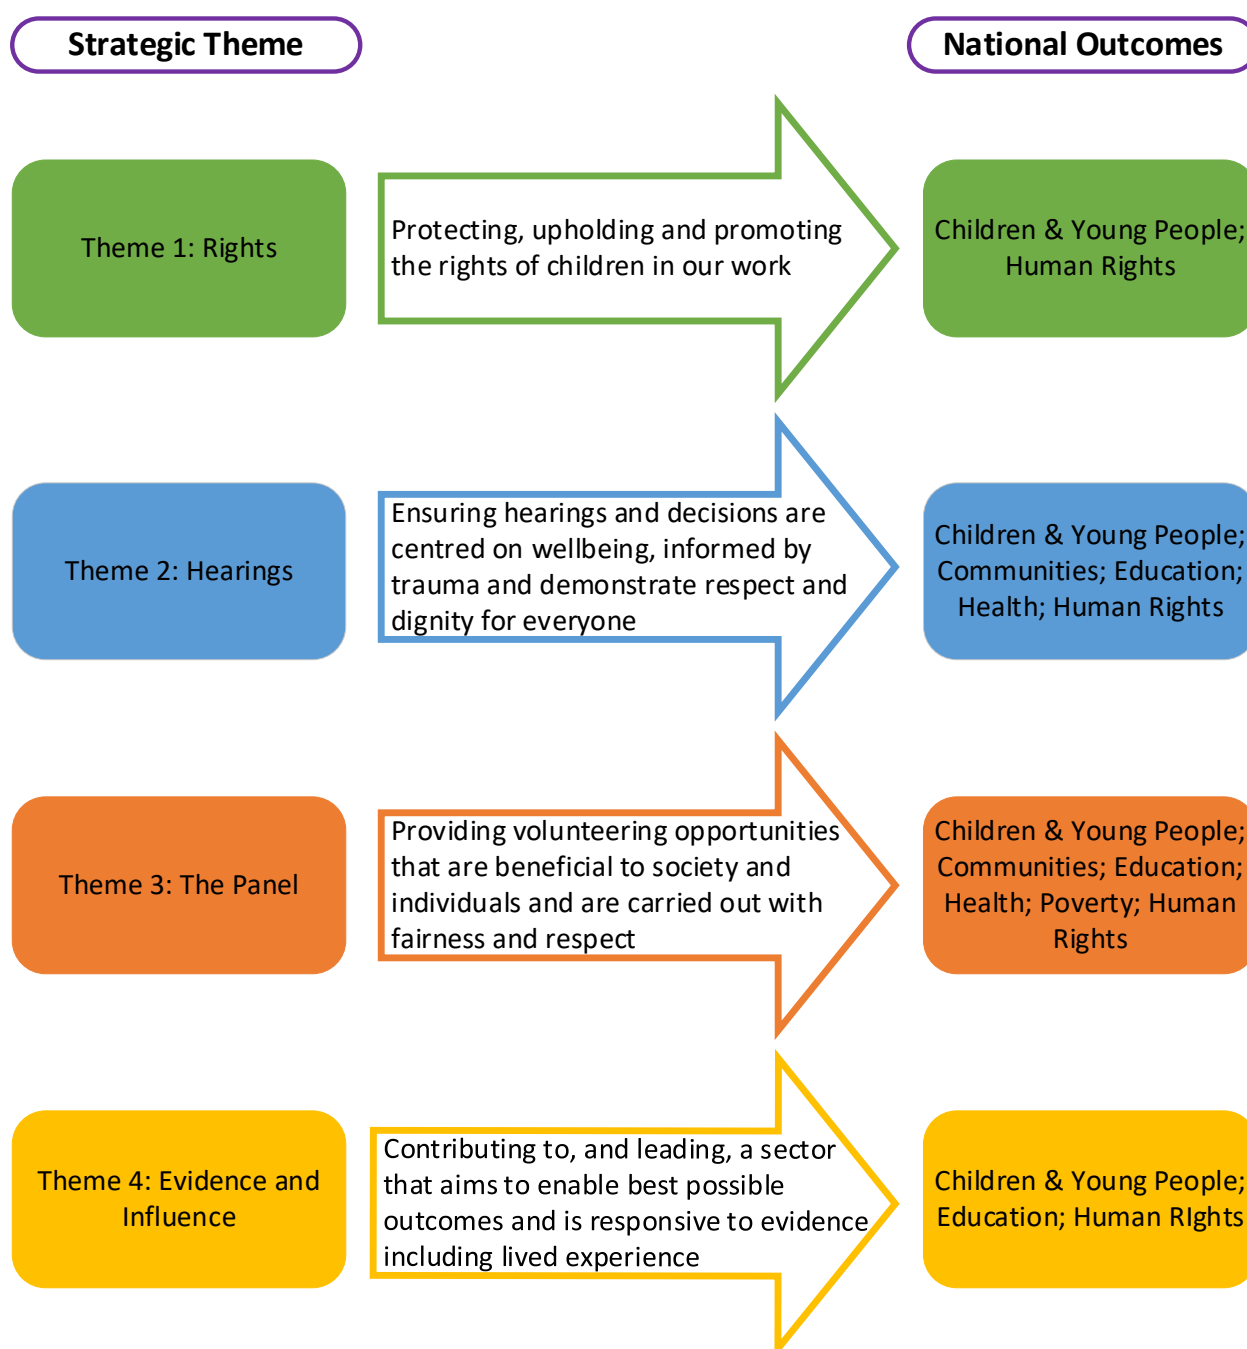 Strategic Theme
National Outcomes
Theme 1: Rights
Protecting, upholding and promoting
the rights of children in our work
Children & Young People;
Human Rights
Theme 2: Hearings
Ensuring hearings and decisions are
centred on wellbeing, informed by
trauma and demonstrate respect and
dignity for everyone
Children & Young People;
Communities; Education;
Health; Human Rights
Theme 3: The Panel
Providing volunteering opportunities
that are beneficial to society and
individuals and are carried out with
fairness and respect
Children & Young People;
Communities; Education;
Health; Poverty; Human
Rights
Theme 4: Evidence and
Influence
Contributing to, and leading, a sector
that aims to enable best possible
outcomes and is responsive to evidence
including lived experience
Children & Young People;
Education; Human RIghts